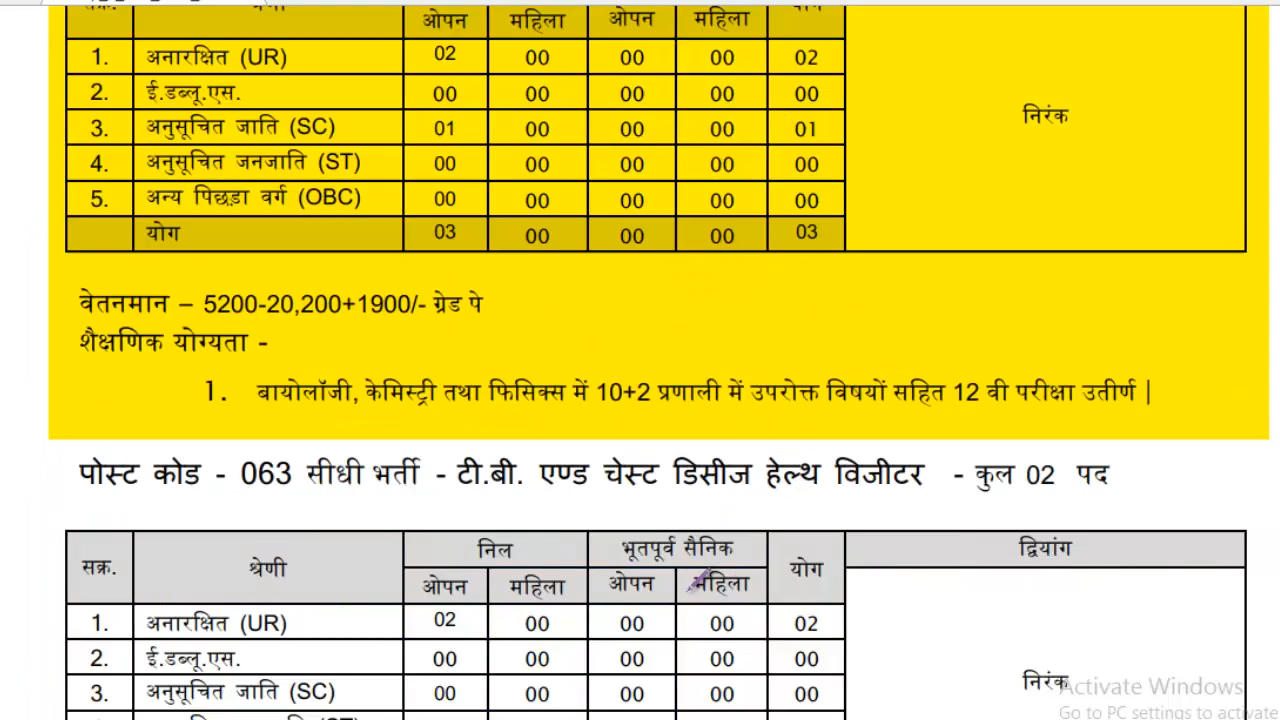 ओपन महिला ओपन महिला
1. अनारक्षित (UR) 02 00 00 00 02
2. ई.डब्लू.एस. 00 00 00 00 00
3. अनुसूचित जाति (SC) 01 00 00 00 01
निरंक
4. अनुसूचित जनजाति (ST) 00 00 00 00 00
5. अन्य पिछड़ा वर्ग (OBC) 00 00 00 00 00
योग 03 00 00 00 03
वेतनमान – 5200-20,200+1900/- ग्रेड पे
शैक्षणिक योग्यता -
1. बायोलॉजी, केमिस्ट्री तथा फिसिक्स में 10+2 प्रणाली में उपरोक्त विषयों सहित 12 वी परीक्षा उतीर्ण |
पोस्ट कोड - 063 सीधी भर्ती - टी.बी. एण्ड चेस्ट डिसीज हेल्थ विजीटर - कुल 02 पद
सक्र. श्रेणी निल भूतपूर्व सैनिक योग द्वियांग
ओपन महिला ओपन महिला
1. अनारक्षित (UR) 02 00 00 00 02
2. ई.डब्लू.एस. 00 00 00 00 00
3. अनुसूचित जाति (SC) 00 00 00 00 00
निरंक
Activate Windows
Go to PC settings to activate